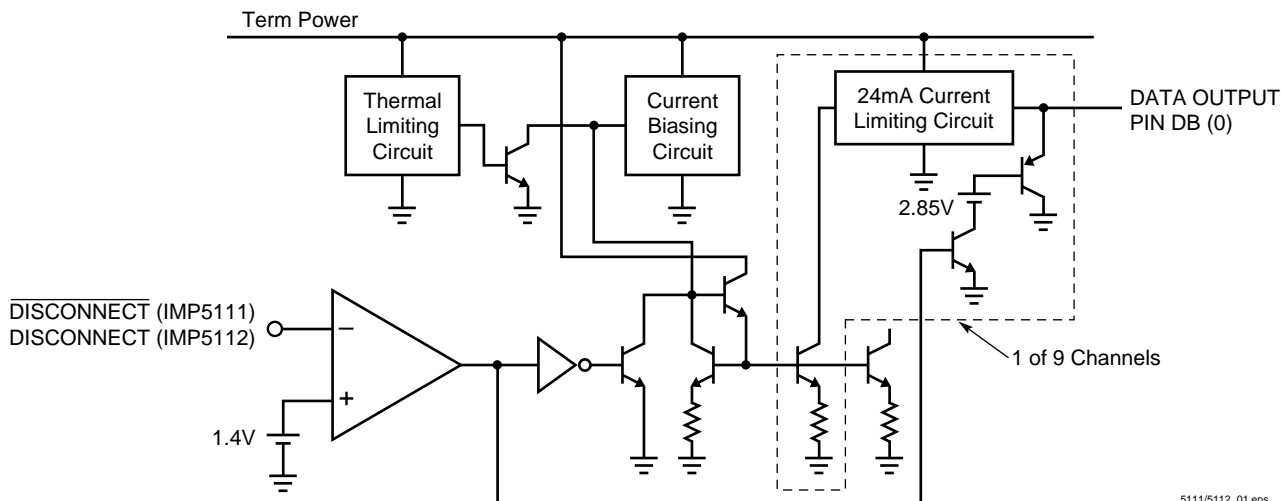 Term Power
Thermal
Limiting
Circuit
Current
Biasing
Circuit
24mA Current
Limiting Circuit
DATA OUTPUT
PIN DB (0)
2.85V
DISCONNECT (IMP5111)
DISCONNECT (IMP5112)
−
+
1.4V
1 of 9 Channels
5111/5112_01.eps